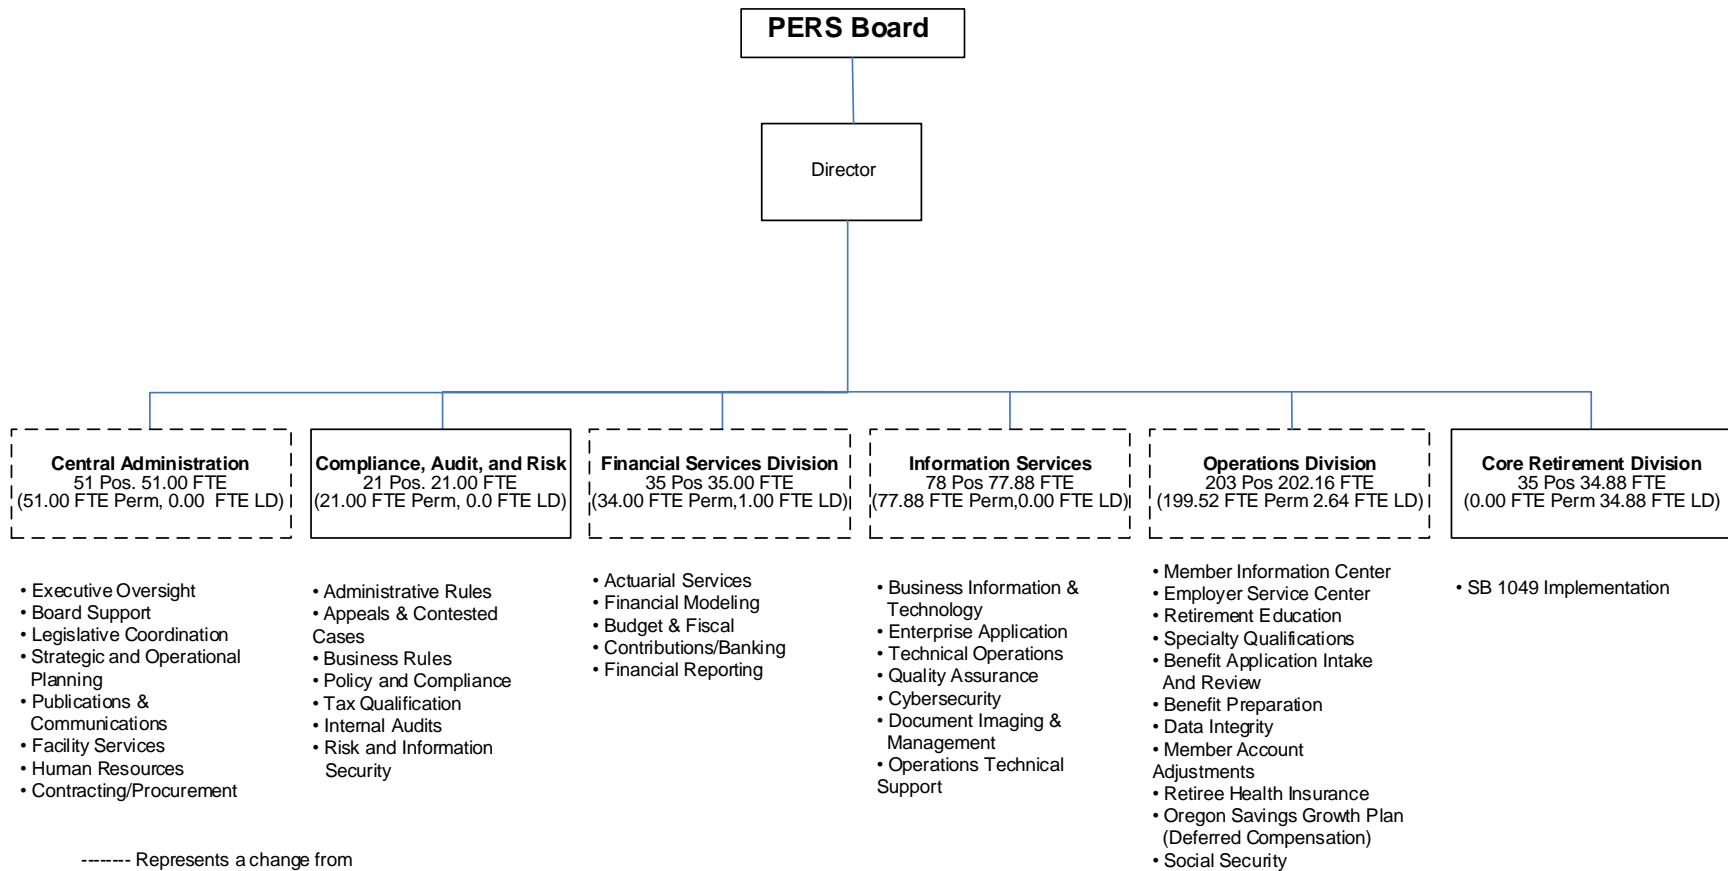 PERS Board
Director
Central Administration
51 Pos. 51.00 FTE
(51.00 FTE Perm, 0.00 FTE LD)
• Executive Oversight
• Board Support
• Legislative Coordination
• Strategic and Operational
Planning
• Publications &
Communications
• Facility Services
• Human Resources
• Contracting/Procurement
Compliance, Audit, and Risk
21 Pos. 21.00 FTE
(21.00 FTE Perm, 0.0 FTE LD)
• Administrative Rules
• Appeals & Contested
Cases
• Business Rules
• Policy and Compliance
• Tax Qualification
• Internal Audits
• Risk and Information
Security
Financial Services Division
35 Pos 35.00 FTE
(34.00 FTE Perm,1.00 FTE LD)
• Actuarial Services
• Financial Modeling
• Budget & Fiscal
• Contributions/Banking
• Financial Reporting
Information Services
78 Pos 77.88 FTE
(77.88 FTE Perm,0.00 FTE LD)
• Business Information &
Technology
• Enterprise Application
• Technical Operations
• Quality Assurance
• Cybersecurity
• Document Imaging &
Management
• Operations Technical
Support
Operations Division
203 Pos 202.16 FTE
(199.52 FTE Perm 2.64 FTE LD)
• Member Information Center
• Employer Service Center
• Retirement Education
• Specialty Qualifications
• Benefit Application Intake
And Review
• Benefit Preparation
• Data Integrity
• Member Account
Adjustments
• Retiree Health Insurance
• Oregon Savings Growth Plan
(Deferred Compensation)
• Social Security
Core Retirement Division
35 Pos 34.88 FTE
(0.00 FTE Perm 34.88 FTE LD)
• SB 1049 Implementation
-------- Represents a change from